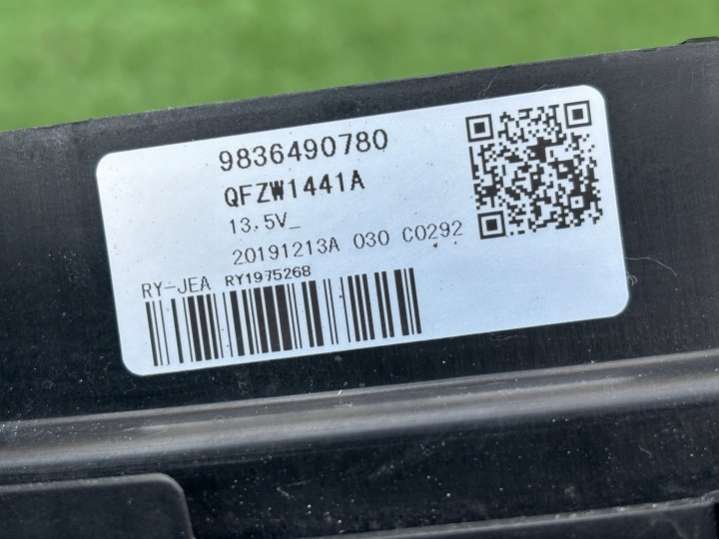 9836490780
QFZW1441A
13.5V_
20191213A 030 C0292
RY-JEA RY1975268